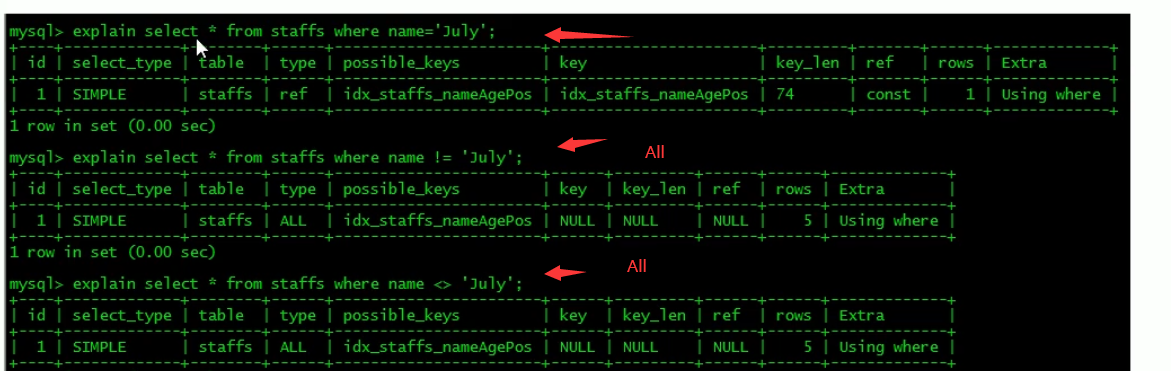 mysql> explain select * from staffs where name='July';
+----+-------------+--------+------+-----------------------+-----------------------+---------+-------+------+-------------+
| id | select_type | table | type | possible_keys | key | key_len | ref | rows | Extra |
+----+-------------+--------+------+-----------------------+-----------------------+---------+-------+------+-------------+
| 1 | SIMPLE | staffs | ref | idx_staffs_nameAgePos | idx_staffs_nameAgePos | 74 | const | 1 | Using where |
+----+-------------+--------+------+-----------------------+-----------------------+---------+-------+------+-------------+
1 row in set (0.00 sec)
mysql> explain select * from staffs where name != 'July';
All
+----+-------------+--------+------+-----------------------+------+---------+------+------+-------------+
| id | select_type | table | type | possible_keys | key | key_len | ref | rows | Extra |
+----+-------------+--------+------+-----------------------+------+---------+------+------+-------------+
| 1 | SIMPLE | staffs | ALL | idx_staffs_nameAgePos | NULL | NULL | NULL | 5 | Using where |
+----+-------------+--------+------+-----------------------+------+---------+------+------+-------------+
1 row in set (0.00 sec)
mysql> explain select * from staffs where name <> 'July';
All
+----+-------------+--------+------+-----------------------+------+---------+------+------+-------------+
| id | select_type | table | type | possible_keys | key | key_len | ref | rows | Extra |
+----+-------------+--------+------+-----------------------+------+---------+------+------+-------------+
| 1 | SIMPLE | staffs | ALL | idx_staffs_nameAgePos | NULL | NULL | NULL | 5 | Using where |
+----+-------------+--------+------+-----------------------+------+---------+------+------+-------------+